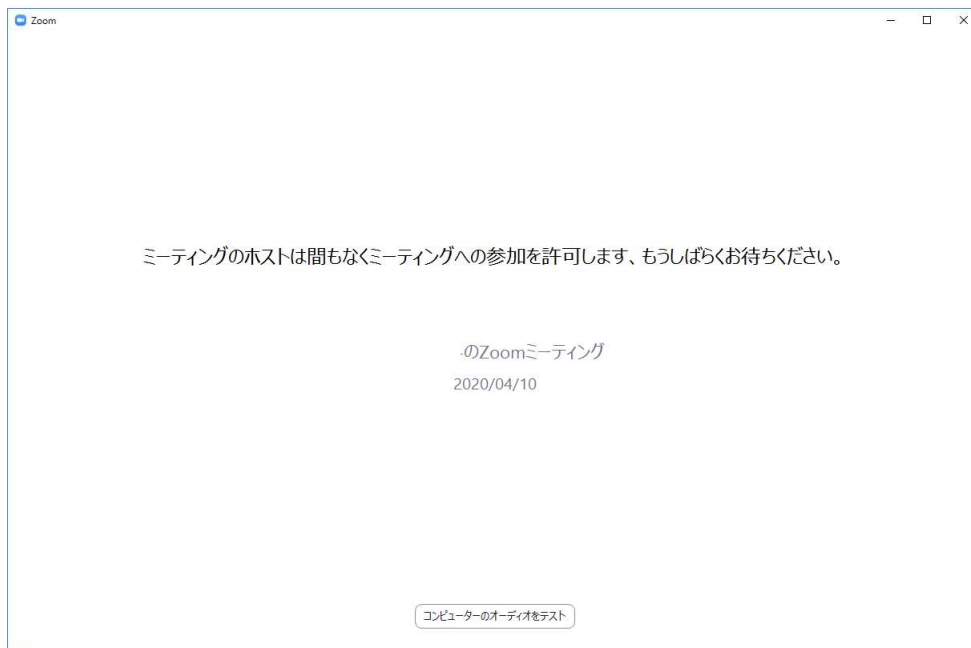 Zoom
ミーティングのホストは間もなくミーティングへの参加を許可します、もうしばらくお待ちください。
のZoomミーティング
2020/04/10
コンピューターのオーディオをテスト